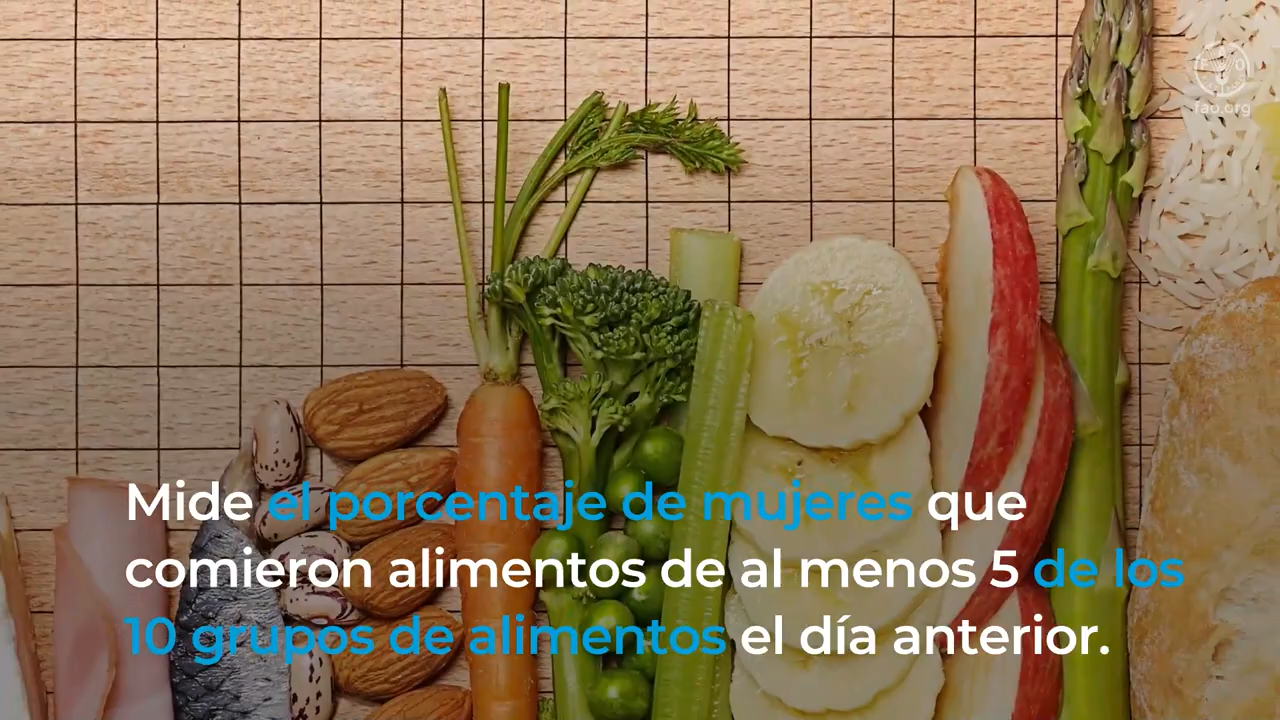 fao.org
Mide el porcentaje de mujeres que
comieron alimentos de al menos 5 de los
10 grupos de alimentos el día anterior.